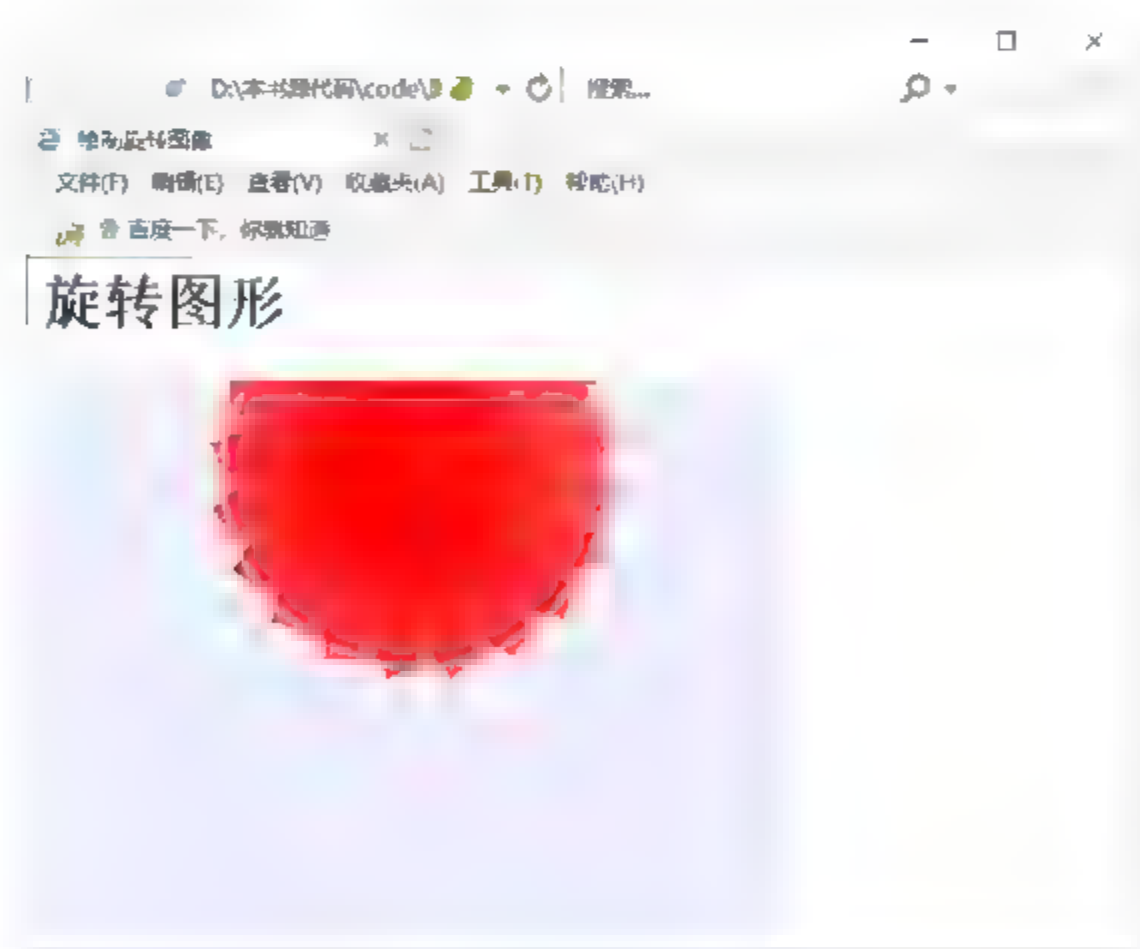 D:\本书源代码\code\ 搜索...
绘制旋转图像
文件(F) 编辑(E) 查看(V) 收藏夹(A) 工具(T) 帮助(H)
百度一下，你就知道
旋转图形